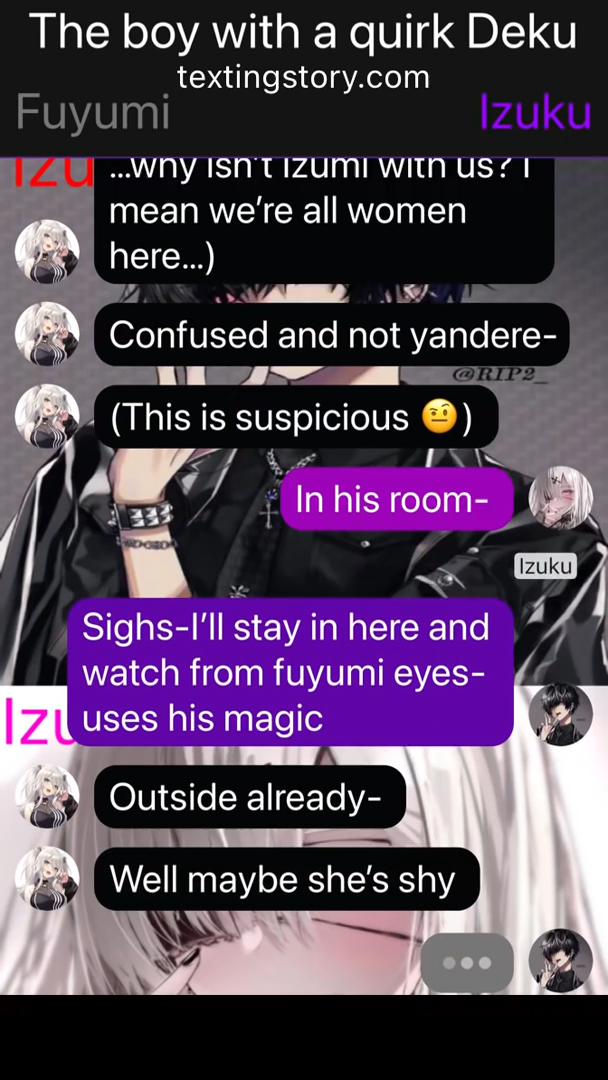 The boy with a quirk Deku
textingstory.com
Fuyumi
Izuku
Izu
...why isn't Izumi with us? I
mean we're all women
here...)
Confused and not yandere-
@RIP2_
(This is suspicious 🤨)
In his room-
Izuku
Sighs-I'll stay in here and
watch from fuyumi eyes-
uses his magic
Izu
Outside already-
Well maybe she's shy